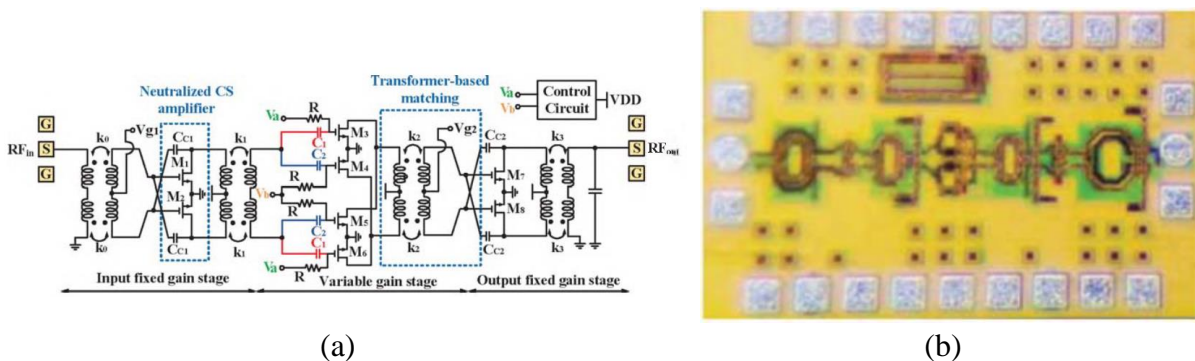 Neutralized CS
amplifier
Transformer-based
matching
Va
Vb
Control
Circuit
VDD
G
S
G
RFin
k0
k0
Vg1
CC1
M1
M2
CC1
k1
k1
Va
R
C1
C2
M3
M4
Vb
R
R
C2
C1
M5
M6
Va
R
k2
k2
Vg2
CC2
M7
M8
CC2
k3
k3
G
S
G
RFout
Input fixed gain stage
Variable gain stage
Output fixed gain stage
(a)
(b)